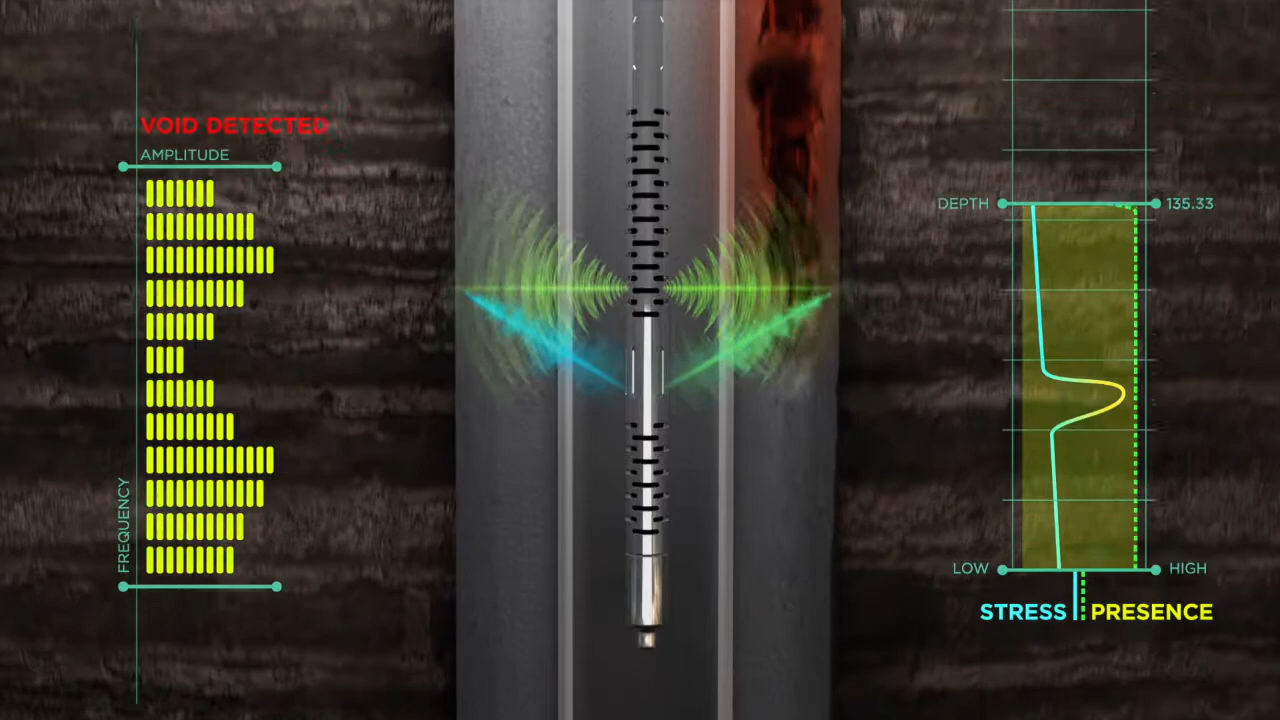 VOID DETECTED
AMPLITUDE
FREQUENCY
DEPTH 135.33
LOW HIGH
STRESS PRESENCE